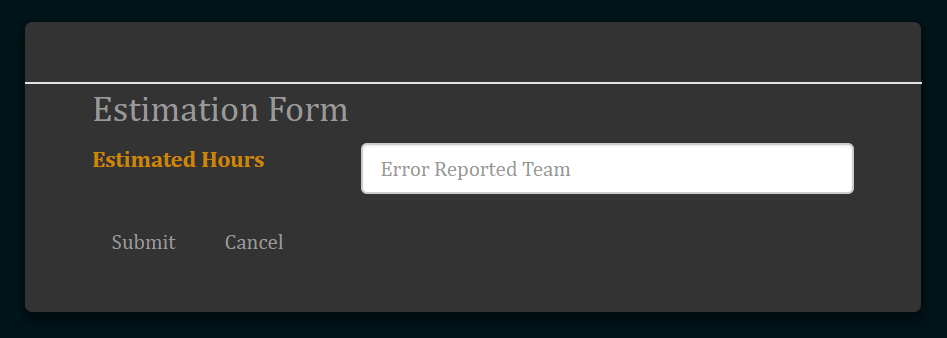 Estimation Form
Estimated Hours Error Reported Team
Submit Cancel